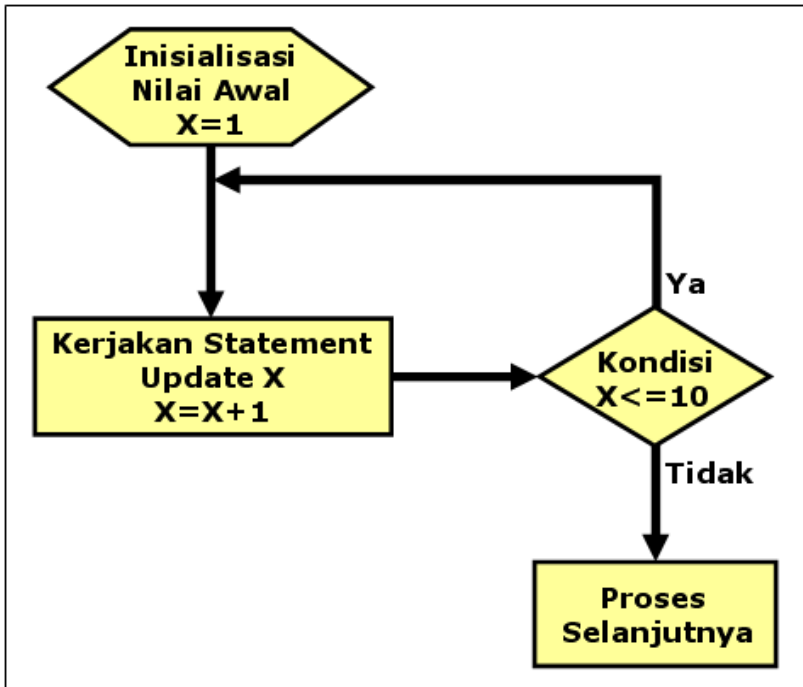 Inisialisasi
Nilai Awal
X=1
Kerjakan Statement
Update X
X=X+1
Kondisi
X<=10
Ya
Tidak
Proses
Selanjutnya